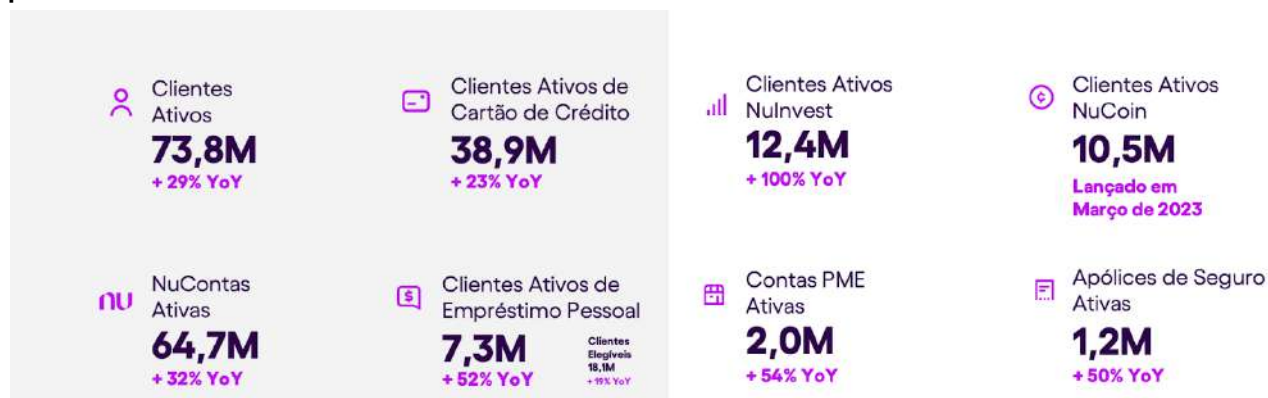 Clientes
Ativos
73,8M
+ 29% YoY
Clientes Ativos de
Cartão de Crédito
38,9M
+ 23% YoY
Clientes Ativos
NuInvest
12,4M
+ 100% YoY
Clientes Ativos
NuCoin
10,5M
Lançado em
Março de 2023
nu
NuContas
Ativas
64,7M
+ 32% YoY
Clientes Ativos de
Empréstimo Pessoal
7,3M
+ 52% YoY
Clientes
Elegíveis
18,1M
+ 19% YoY
Contas PME
Ativas
2,0M
+ 54% YoY
Apólices de Seguro
Ativas
1,2M
+ 50% YoY